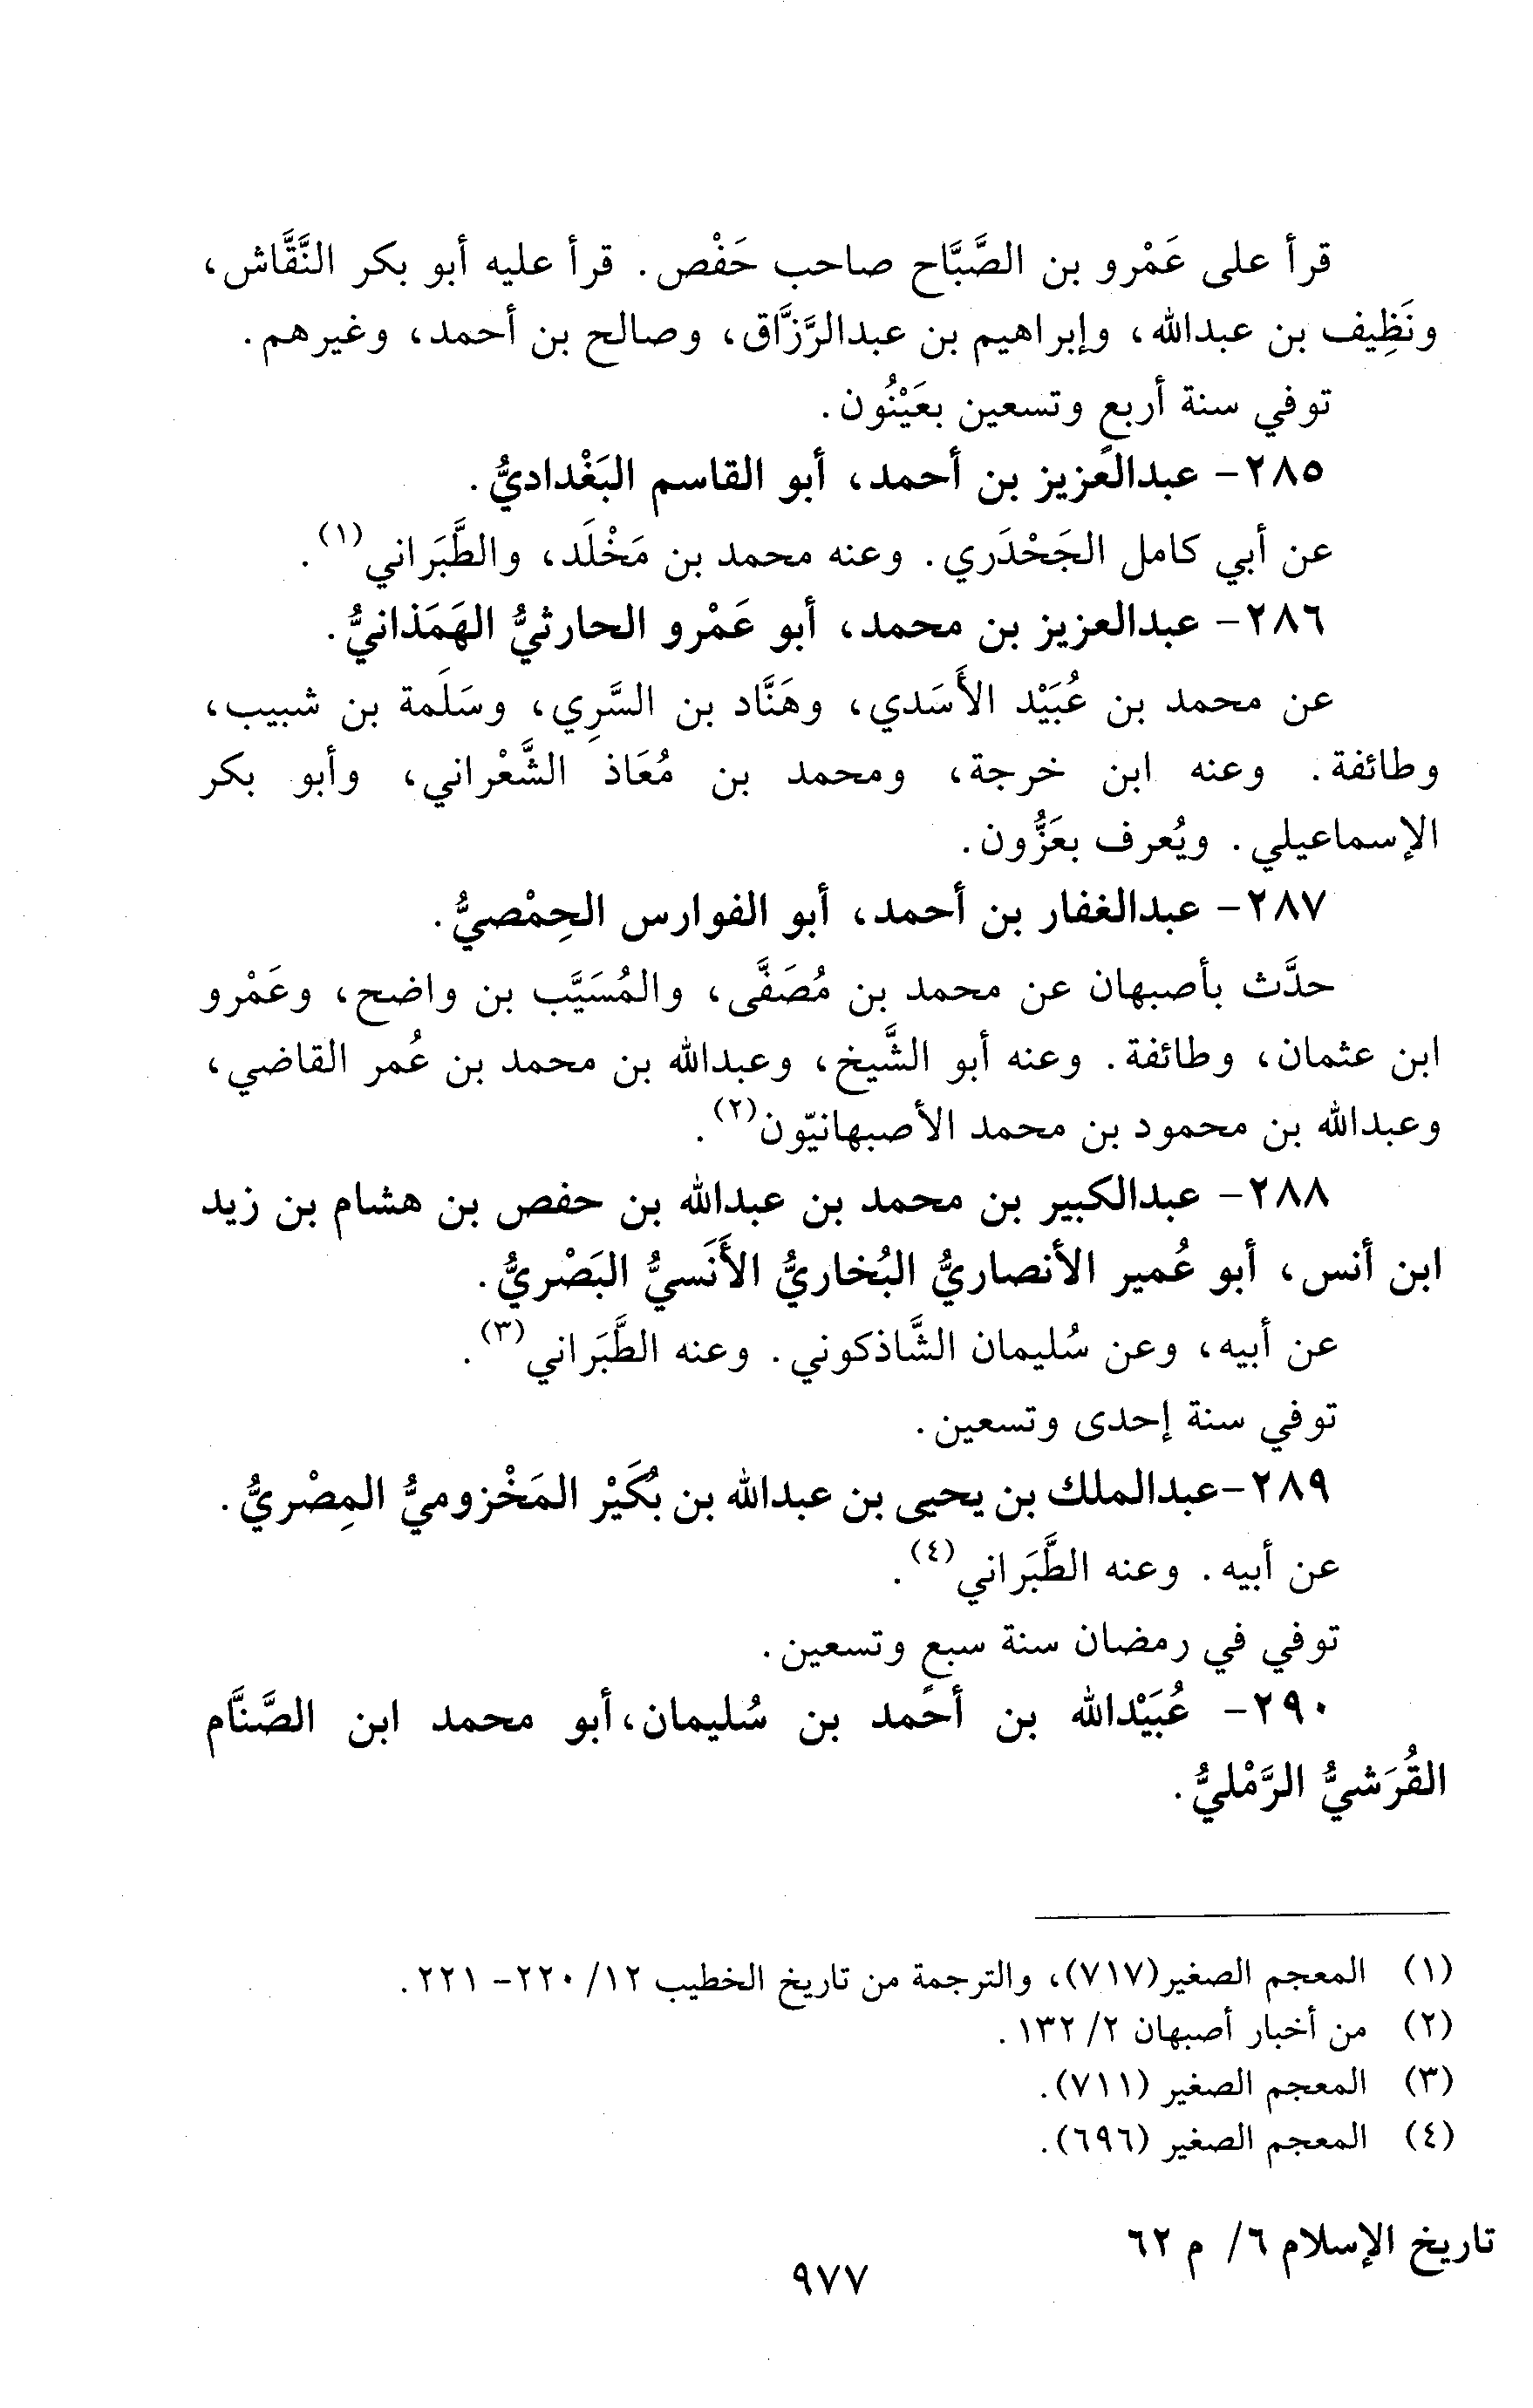 قرأ على عَمْرو بن الصَّبَّاح صاحب حَفْص. قرأ عليه أبو بكر النَّقَّاش،
ونَظِيف بن عبدالله، وإبراهيم بن عبدالرَّزَّاق، وصالح بن أحمد، وغيرهم.
توفي سنة أربعٍ وتسعين بعَيْنُون.
٢٨٥- عبدالعزيز بن أحمد، أبو القاسم البَغْداديُّ.
عن أبي كامل الجَحْدَري. وعنه محمد بن مَخْلَد، والطَّبَراني(١).
٢٨٦- عبدالعزيز بن محمد، أبو عَمْرو الحارثيُّ الهَمَذانيُّ.
عن محمد بن عُبَيْد الأَسَدي، وهَنَّاد بن السَّرِي، وسَلَمة بن شبيب،
وطائفة. وعنه ابن خرجة، ومحمد بن مُعَاذ الشَّعْراني، وأبو بكر
الإسماعيلي. ويُعرف بعَزُّون.
٢٨٧- عبدالغفار بن أحمد، أبو الفوارس الحِمْصيُّ.
حدَّث بأصبهان عن محمد بن مُصَفَّى، والمُسَيَّب بن واضح، وعَمْرو
ابن عثمان، وطائفة. وعنه أبو الشَّيخ، وعبدالله بن محمد بن عُمر القاضي،
وعبدالله بن محمود بن محمد الأصبهانيّون(٢).
٢٨٨- عبدالكبير بن محمد بن عبدالله بن حفص بن هشام بن زيد
ابن أنس، أبو عُمير الأنصاريُّ البُخاريُّ الأَنَسيُّ البَصْريُّ.
عن أبيه، وعن سُليمان الشَّاذكوني. وعنه الطَّبَراني(٣).
توفي سنة إحدى وتسعين.
٢٨٩-عبدالملك بن يحيى بن عبدالله بن بُكَيْر المَخْزوميُّ المِصْريُّ.
عن أبيه. وعنه الطَّبَراني(٤).
توفي في رمضان سنة سبعٍ وتسعين.
٢٩٠- عُبَيْدالله بن أحمد بن سُليمان،أبو محمد ابن الصَّنَّام
القُرَشيُّ الرَّمْليُّ.
(١) المعجم الصغير(٧١٧)، والترجمة من تاريخ الخطيب ١٢/ ٢٢٠- ٢٢١.
(٢) من أخبار أصبهان ٢/ ١٣٢.
(٣) المعجم الصغير (٧١١).
(٤) المعجم الصغير (٦٩٦).
تاريخ الإسلام ٦/ م ٦٢
٩٧٧